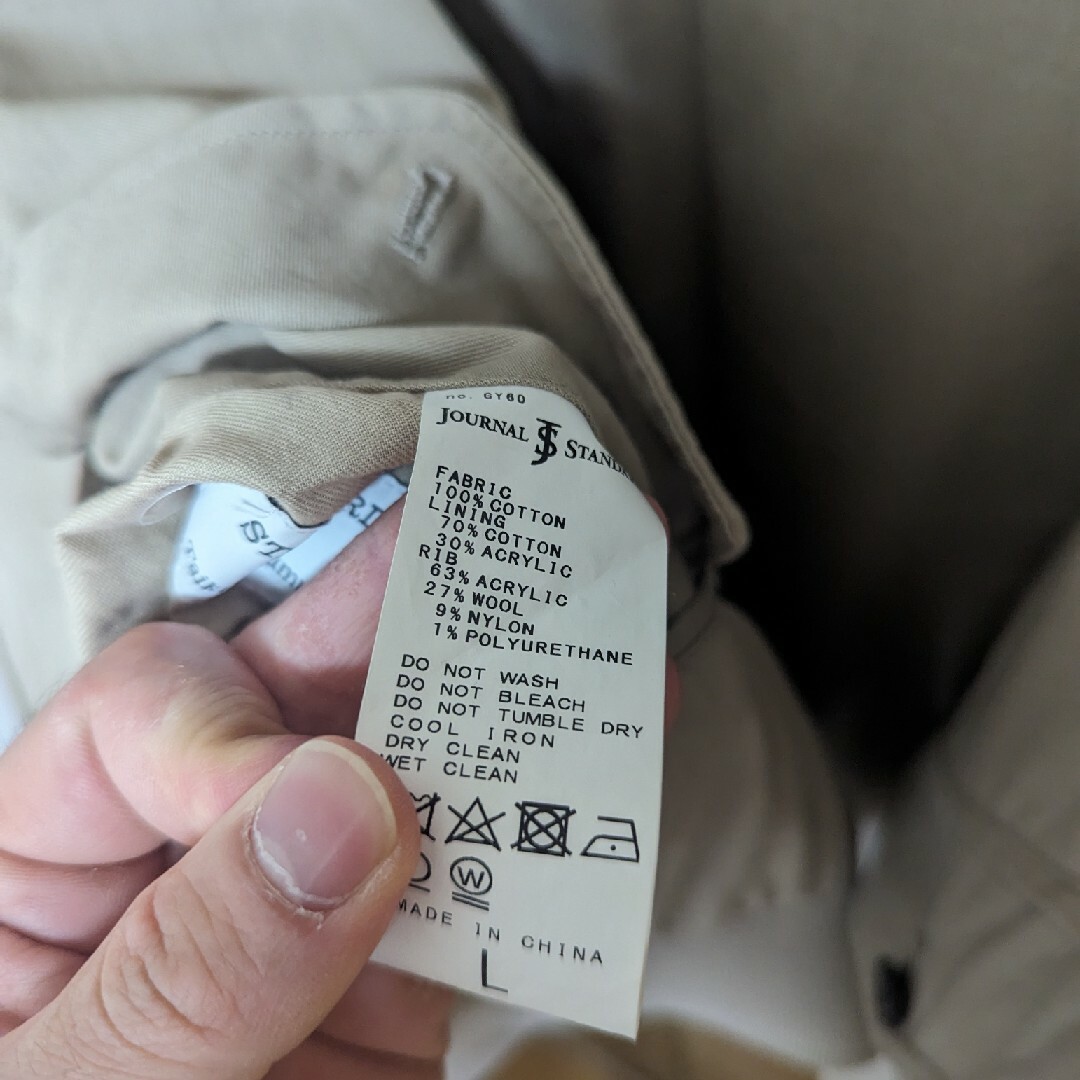 no. GY60
JOURNAL JS STAND
FABRIC
100% COTTON
LINING
70% COTTON
30% ACRYLIC
RIB
63% ACRYLIC
27% WOOL
9% NYLON
1% POLYURETHANE
DO NOT WASH
DO NOT BLEACH
DO NOT TUMBLE DRY
COOL IRON
DRY CLEAN
WET CLEAN
W
MADE IN CHINA
L